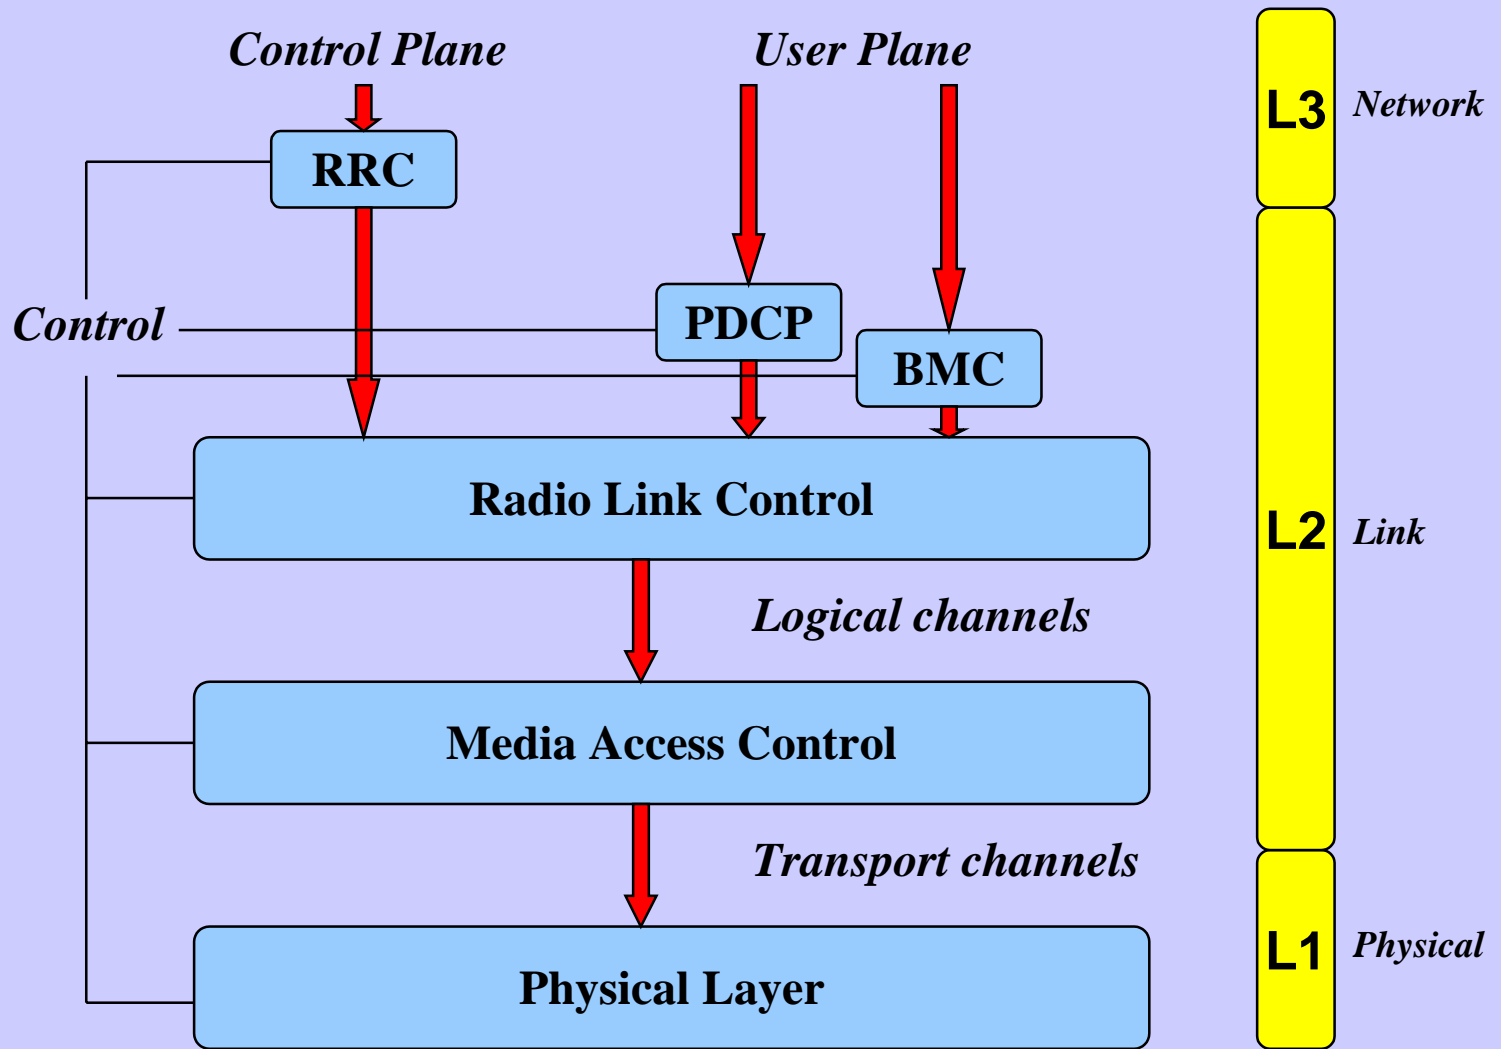 Control Plane
User Plane
L3
Network
RRC
PDCP
Control
BMC
Radio Link Control
L2
Link
Logical channels
Media Access Control
Transport channels
L1
Physical
Physical Layer